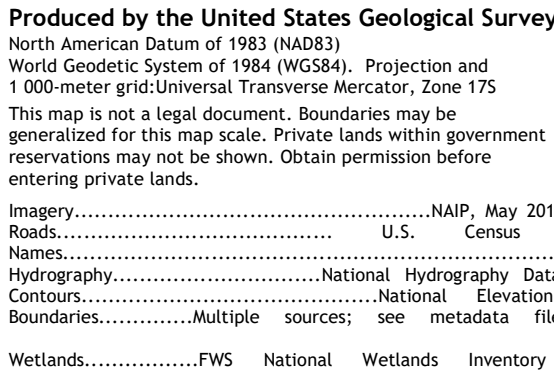 Produced by the United States Geological Survey
North American Datum of 1983 (NAD83)
World Geodetic System of 1984 (WGS84). Projection and
1 000-meter grid:Universal Transverse Mercator, Zone 17S
This map is not a legal document. Boundaries may be
generalized for this map scale. Private lands within government
reservations may not be shown. Obtain permission before
entering private lands.
Imagery.....................................................NAIP, May 201
Roads..................................... U.S. Census
Names...............................................................................
Hydrography...............................National Hydrography Data
Contours............................................National Elevation
Boundaries..............Multiple sources; see metadata file
Wetlands.................FWS National Wetlands Inventory